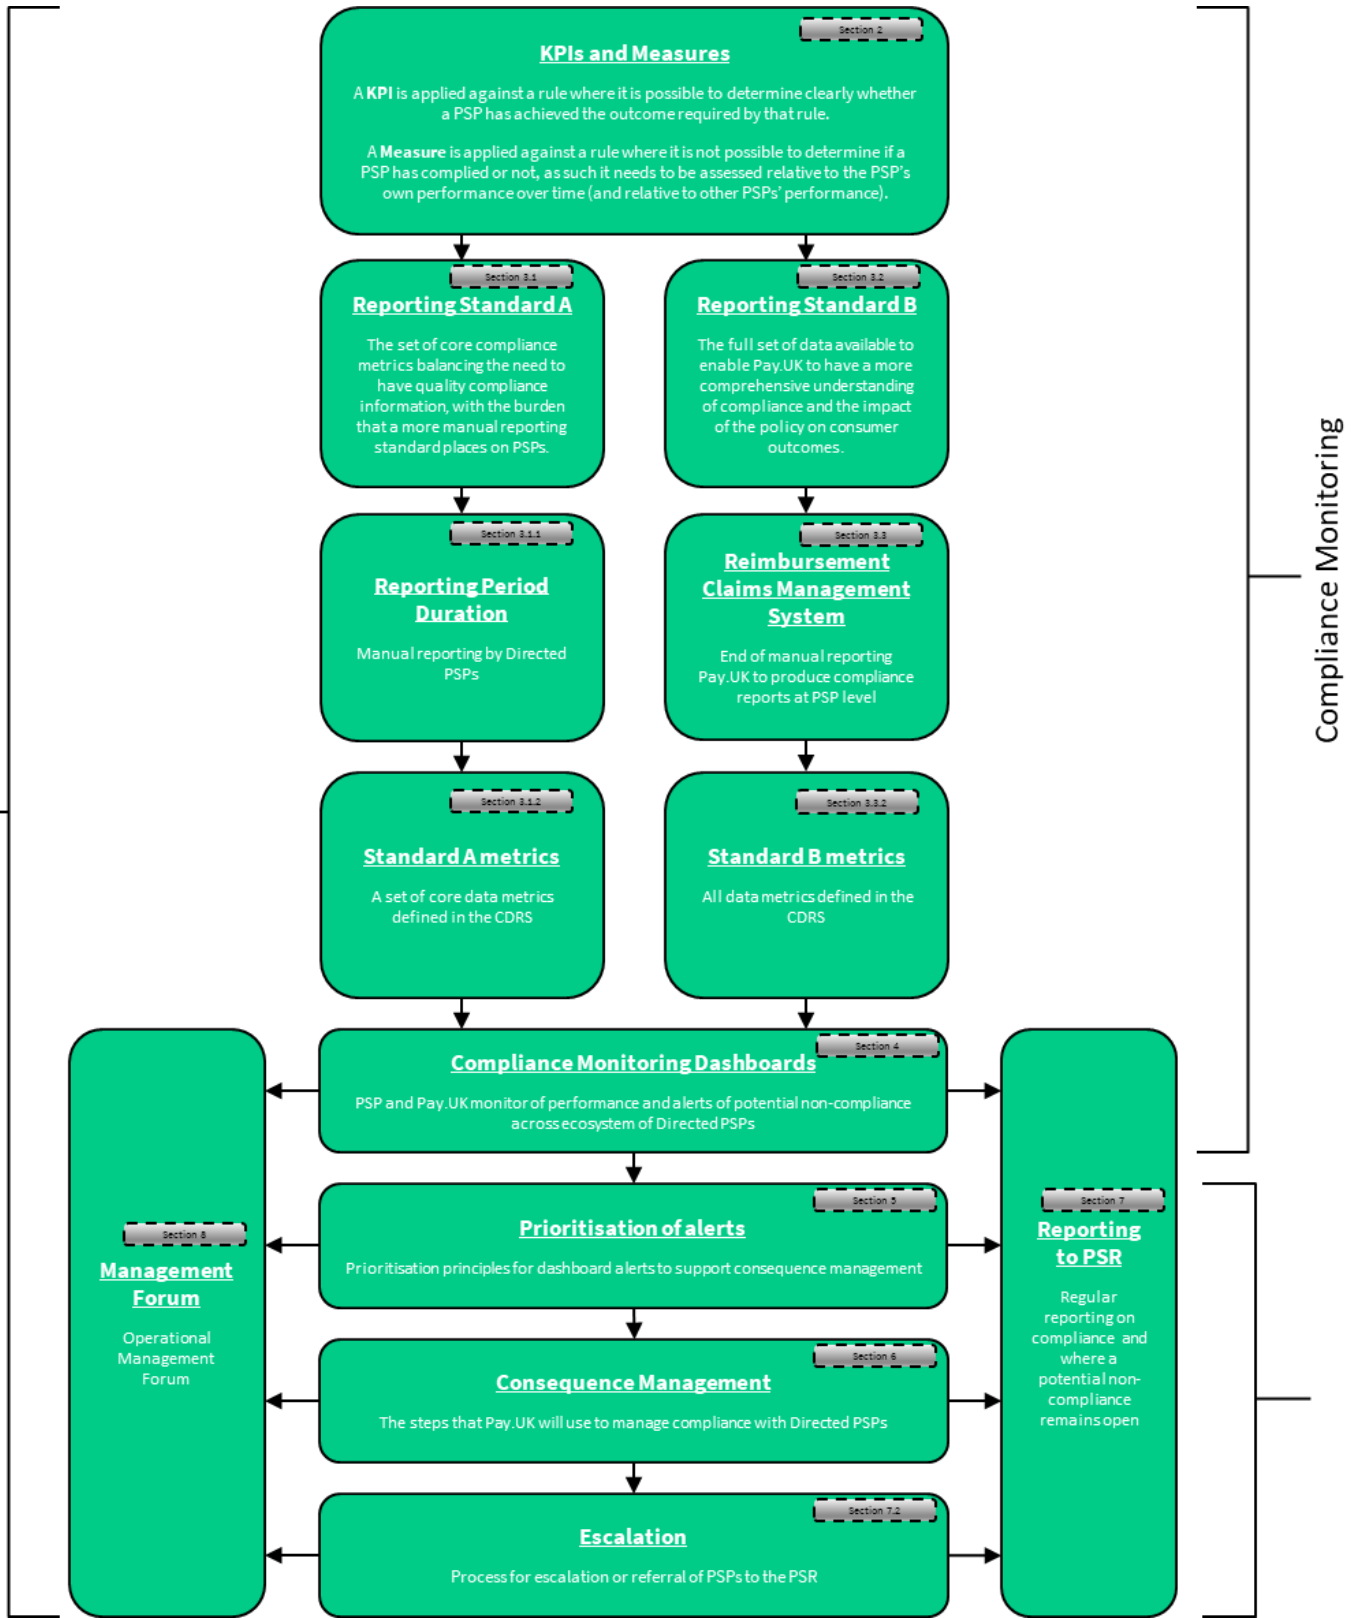 Section 2
KPIs and Measures
A KPI is applied against a rule where it is possible to determine clearly whether
a PSP has achieved the outcome required by that rule.
A Measure is applied against a rule where it is not possible to determine if a
PSP has complied or not, as such it needs to be assessed relative to the PSP's
own performance over time (and relative to other PSPs' performance).
Section 3.1
Reporting Standard A
The set of core compliance
metrics balancing the need to
have quality compliance
information, with the burden
that a more manual reporting
standard places on PSPs.
Section 3.2
Reporting Standard B
The full set of data available to
enable Pay.UK to have a more
comprehensive understanding
of compliance and the impact
of the policy on consumer
outcomes.
Section 3.1.1
Reporting Period
Duration
Manual reporting by Directed
PSPs
Section 3.3
Reimbursement
Claims Management
System
End of manual reporting
Pay.UK to produce compliance
reports at PSP level
Section 3.1.2
Standard A metrics
A set of core data metrics
defined in the CDRS
Section 3.3.2
Standard B metrics
All data metrics defined in the
CDRS
Compliance Monitoring
Section 4
Compliance Monitoring Dashboards
PSP and Pay.UK monitor of performance and alerts of potential non-compliance
across ecosystem of Directed PSPs
Section 5
Prioritisation of alerts
Prioritisation principles for dashboard alerts to support consequence management
Section 6
Consequence Management
The steps that Pay.UK will use to manage compliance with Directed PSPs
Section 7.2
Escalation
Process for escalation or referral of PSPs to the PSR
Section 8
Management
Forum
Operational
Management
Forum
Section 7
Reporting
to PSR
Regular
reporting on
compliance and
where a
potential non-
compliance
remains open